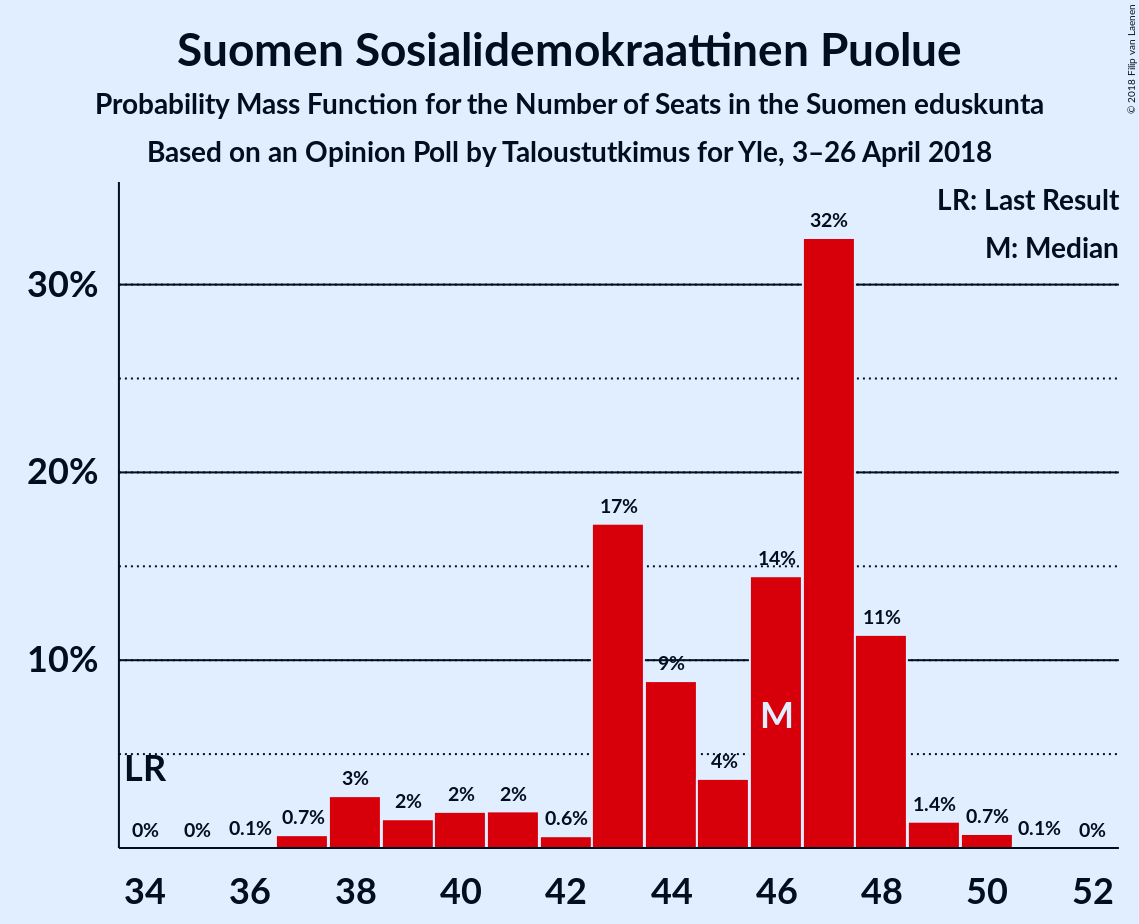 Suomen Sosialidemokraattinen Puolue
Probability Mass Function for the Number of Seats in the Suomen eduskunta
Based on an Opinion Poll by Taloustutkimus for Yle, 3–26 April 2018
© 2018 Filip van Laenen
LR: Last Result
M: Median
30%
20%
10%
LR
M
0% 0% 0.1% 0.7% 3% 2% 2% 2% 0.6% 17% 9% 4% 14% 32% 11% 1.4% 0.7% 0.1% 0%
34 36 38 40 42 44 46 48 50 52